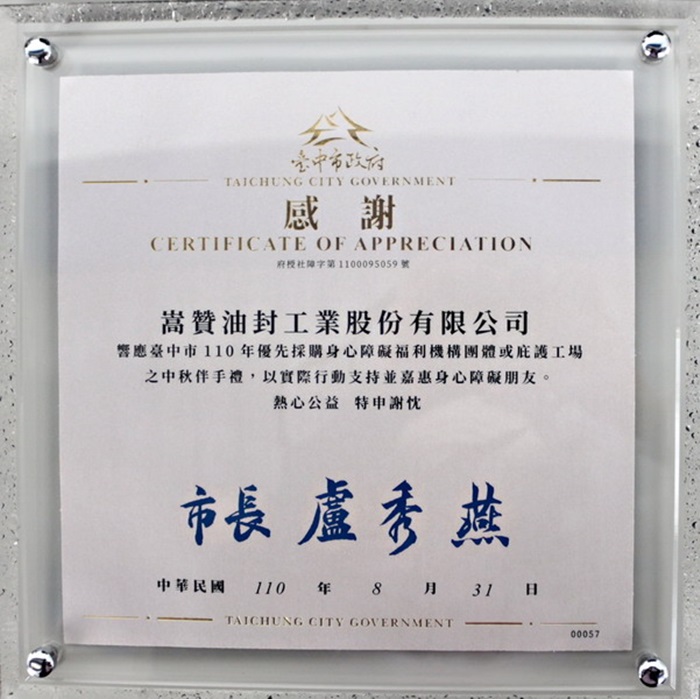 臺中市政府
TAICHUNG CITY GOVERNMENT
感謝
CERTIFICATE OF APPRECIATION
府授社障字第1100095059號
嵩贊油封工業股份有限公司
響應臺中市110年優先採購身心障礙福利機構團體或庇護工場
之中秋伴手禮，以實際行動支持並嘉惠身心障礙朋友。
熱心公益 特申謝忱
市長 盧秀燕
中華民國 110 年 8 月 31 日
TAICHUNG CITY GOVERNMENT
00057